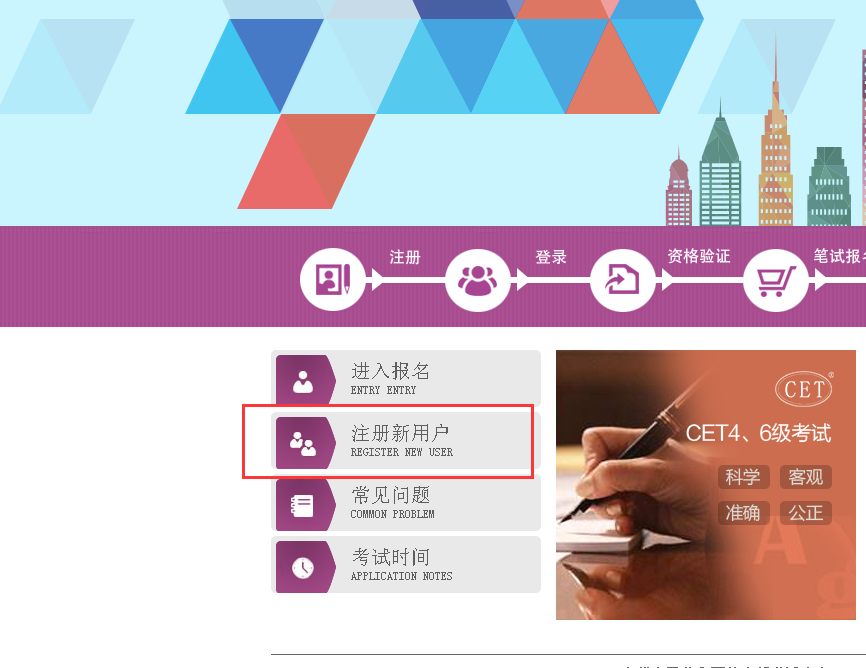 注册
登录
资格验证
笔试报名
进入报名
ENTRY ENTRY
注册新用户
REGISTER NEW USER
常见问题
COMMON PROBLEM
考试时间
APPLICATION NOTES
CET®
CET4、6级考试
科学 客观
准确 公正
A y
g